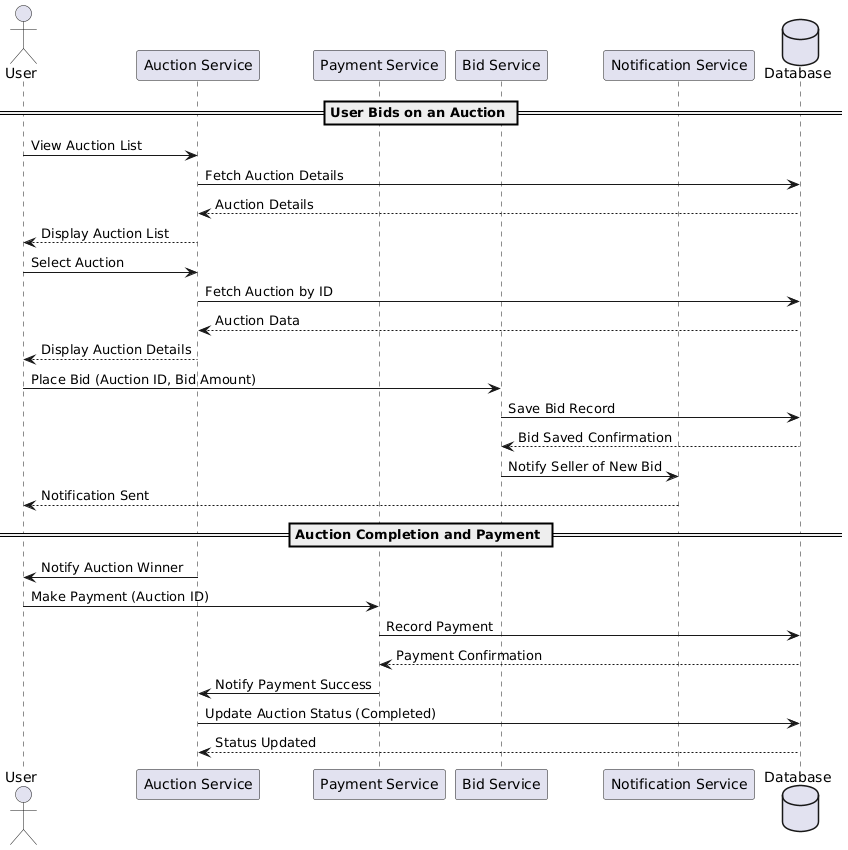 User
Auction Service
Payment Service
Bid Service
Notification Service
Database
User Bids on an Auction
View Auction List
Fetch Auction Details
Auction Details
Display Auction List
Select Auction
Fetch Auction by ID
Auction Data
Display Auction Details
Place Bid (Auction ID, Bid Amount)
Save Bid Record
Bid Saved Confirmation
Notify Seller of New Bid
Notification Sent
Auction Completion and Payment
Notify Auction Winner
Make Payment (Auction ID)
Record Payment
Payment Confirmation
Notify Payment Success
Update Auction Status (Completed)
Status Updated
User
Auction Service
Payment Service
Bid Service
Notification Service
Database